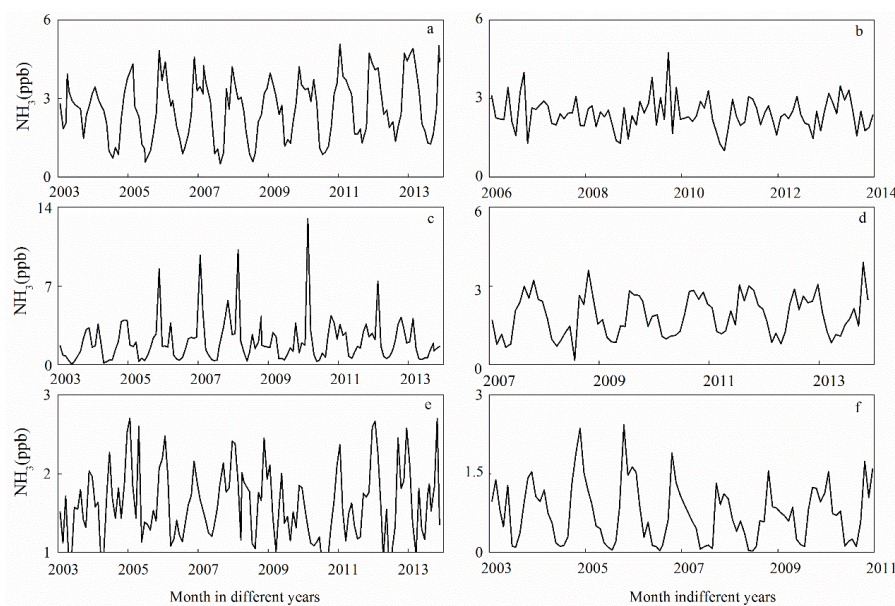 6 a 6 b
NH3(ppb) 3 3
0 0
2003 2005 2007 2009 2011 2013 2006 2008 2010 2012 2014
14 c 6 d
NH3(ppb) 7 3
0 0
2003 2005 2007 2009 2011 2013 2007 2009 2011 2013
3 e 3 f
NH3(ppb) 2 1.5
1 0
2003 2005 2007 2009 2011 2013 2003 2005 2007 2009 2011
Month in different years Month indifferent years